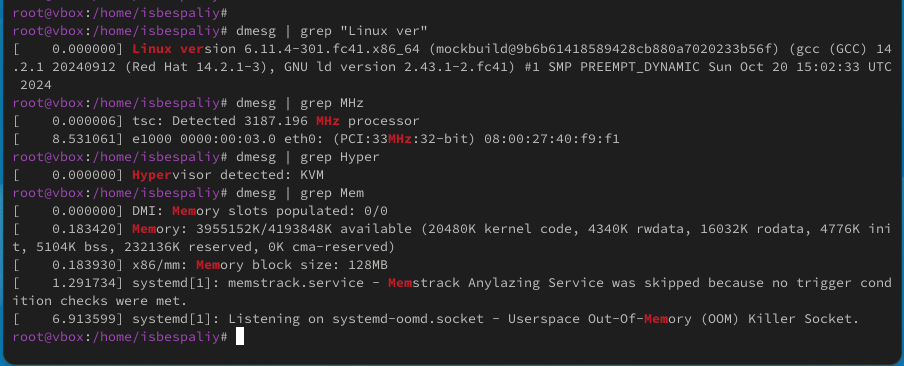 root@vbox:/home/isbespaliy#
root@vbox:/home/isbespaliy# dmesg | grep "Linux ver"
[    0.000000] Linux version 6.11.4-301.fc41.x86_64 (mockbuild@9b6b61418589428cb880a7020233b56f) (gcc (GCC) 14
.2.1 20240912 (Red Hat 14.2.1-3), GNU ld version 2.43.1-2.fc41) #1 SMP PREEMPT_DYNAMIC Sun Oct 20 15:02:33 UTC
 2024
root@vbox:/home/isbespaliy# dmesg | grep MHz
[    0.000006] tsc: Detected 3187.196 MHz processor
[    8.531061] e1000 0000:00:03.0 eth0: (PCI:33MHz:32-bit) 08:00:27:40:f9:f1
root@vbox:/home/isbespaliy# dmesg | grep Hyper
[    0.000000] Hypervisor detected: KVM
root@vbox:/home/isbespaliy# dmesg | grep Mem
[    0.000000] DMI: Memory slots populated: 0/0
[    0.183420] Memory: 3955152K/4193848K available (20480K kernel code, 4340K rwdata, 16032K rodata, 4776K ini
t, 5104K bss, 232136K reserved, 0K cma-reserved)
[    0.183930] x86/mm: Memory block size: 128MB
[    1.291734] systemd[1]: memstrack.service - Memstrack Anylazing Service was skipped because no trigger cond
ition checks were met.
[    6.913599] systemd[1]: Listening on systemd-oomd.socket - Userspace Out-Of-Memory (OOM) Killer Socket.
root@vbox:/home/isbespaliy#